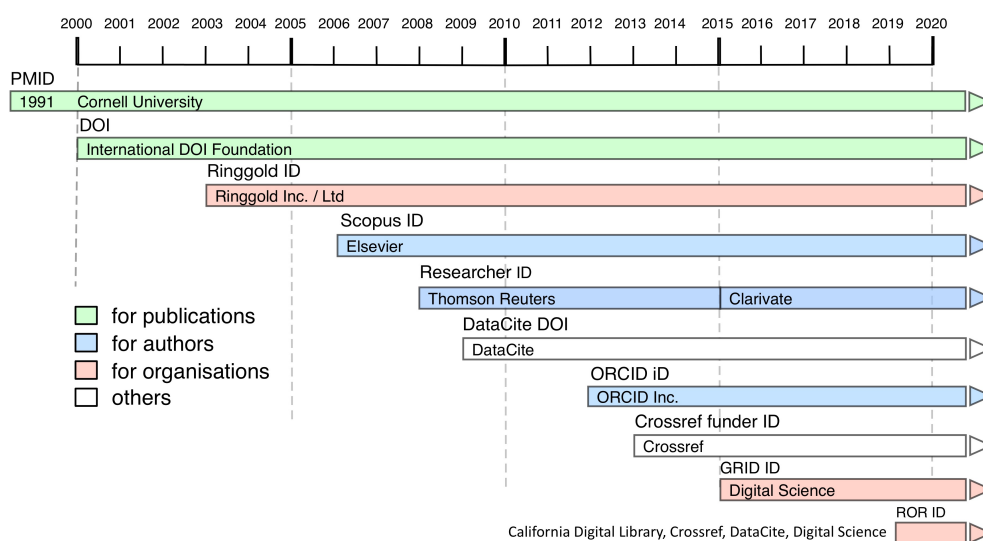 2000 2001 2002 2003 2005 2006 2007 2008 2009 2010 2011 2012 2013 2014 2015 2017 2018 2018 2019 2020
PMID
1991 Cornell University
DOI
International DOI Foundation
Ringgold ID
Ringgold Inc. / Ltd
Scopus ID
Elsevier
Researcher ID
Thomson Reuters Clarivate
for publications
DataCite DOI
for authors
DataCite
for organisations
ORCID iD
others
ORCID Inc.
Crossref funder ID
Crossref
GRID ID
Digital Science
ROR ID
California Digital Library, Crossref, DataCite, Digital Science